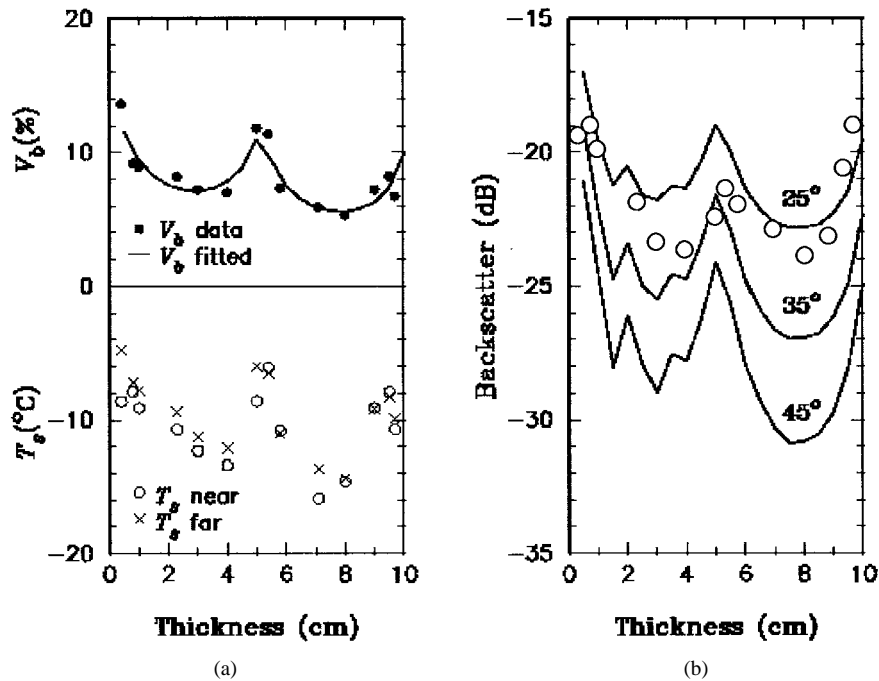 20
10
0
−10
−20
V_b(%)
T_s(°C)
V_b data
V_b fitted
T_s near
T_s far
0 2 4 6 8 10
Thickness (cm)
(a)
−15
−20
−25
−30
−35
Backscatter (dB)
25°
35°
45°
0 2 4 6 8 10
Thickness (cm)
(b)